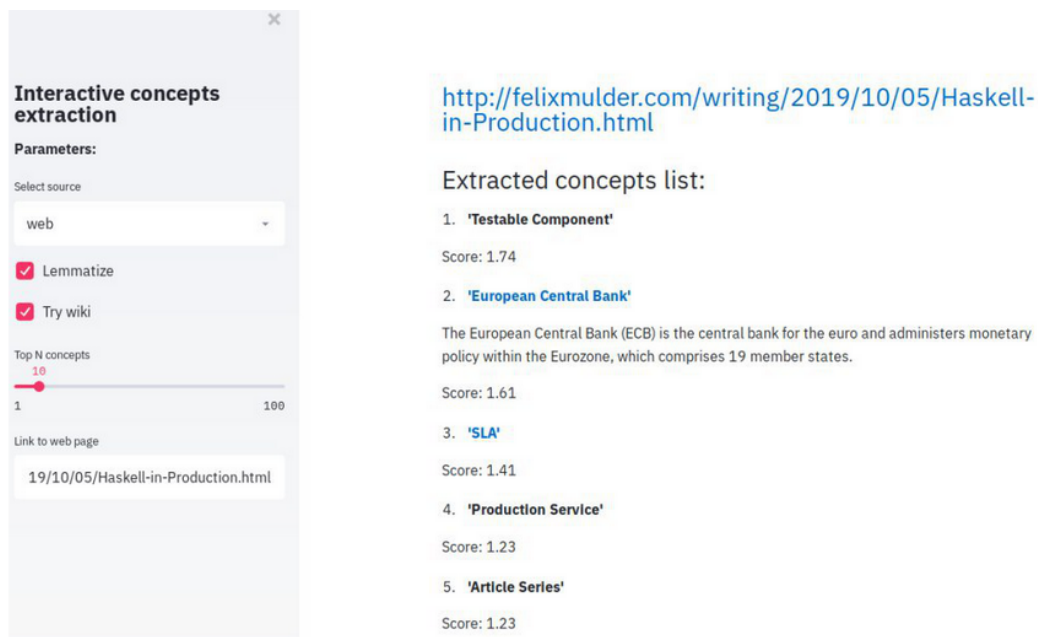 ×
Interactive concepts
extraction
Parameters:
Select source
web
Lemmatize
Try wiki
Top N concepts
10
1 100
Link to web page
19/10/05/Haskell-in-Production.html
http://felixmulder.com/writing/2019/10/05/Haskell-
in-Production.html
Extracted concepts list:
1. 'Testable Component'
Score: 1.74
2. 'European Central Bank'
The European Central Bank (ECB) is the central bank for the euro and administers monetary
policy within the Eurozone, which comprises 19 member states.
Score: 1.61
3. 'SLA'
Score: 1.41
4. 'Production Service'
Score: 1.23
5. 'Article Series'
Score: 1.23